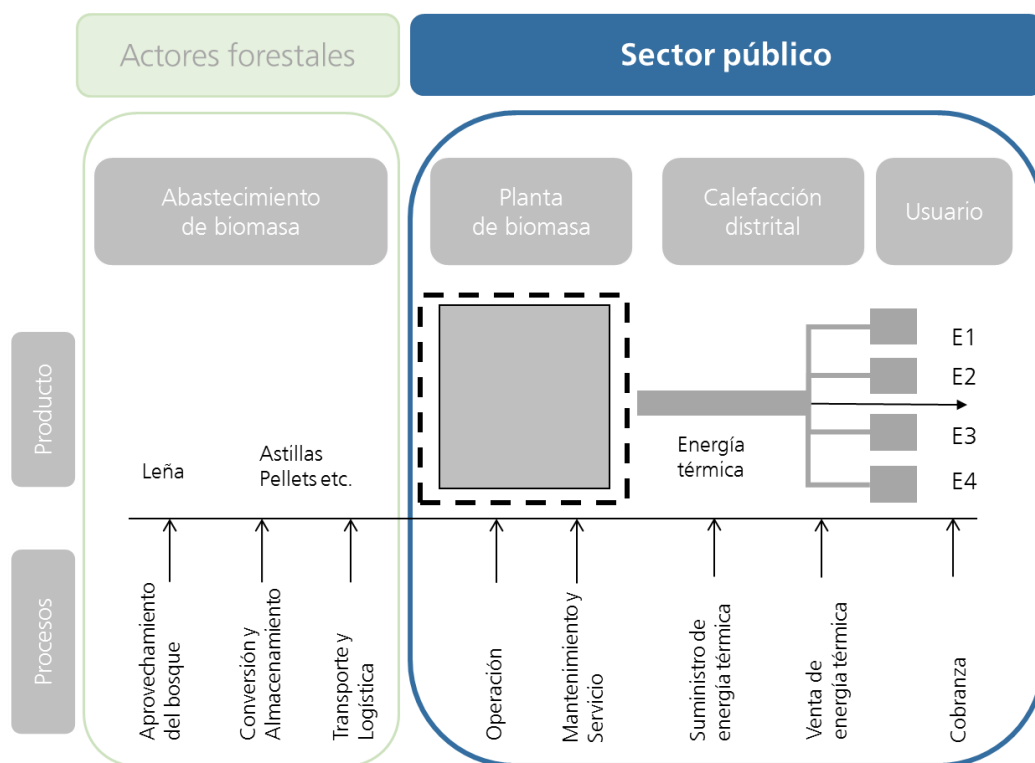 Actores forestales
Sector público
Abastecimiento
de biomasa
Planta
de biomasa
Calefacción
distrital
Usuario
Producto
Leña
Astillas
Pellets etc.
Energía
térmica
E1
E2
E3
E4
Procesos
Aprovechamiento
del bosque
Conversión y
Almacenamiento
Transporte y
Logística
Operación
Mantenimiento y
Servicio
Suministro de
energía térmica
Venta de
energía térmica
Cobranza